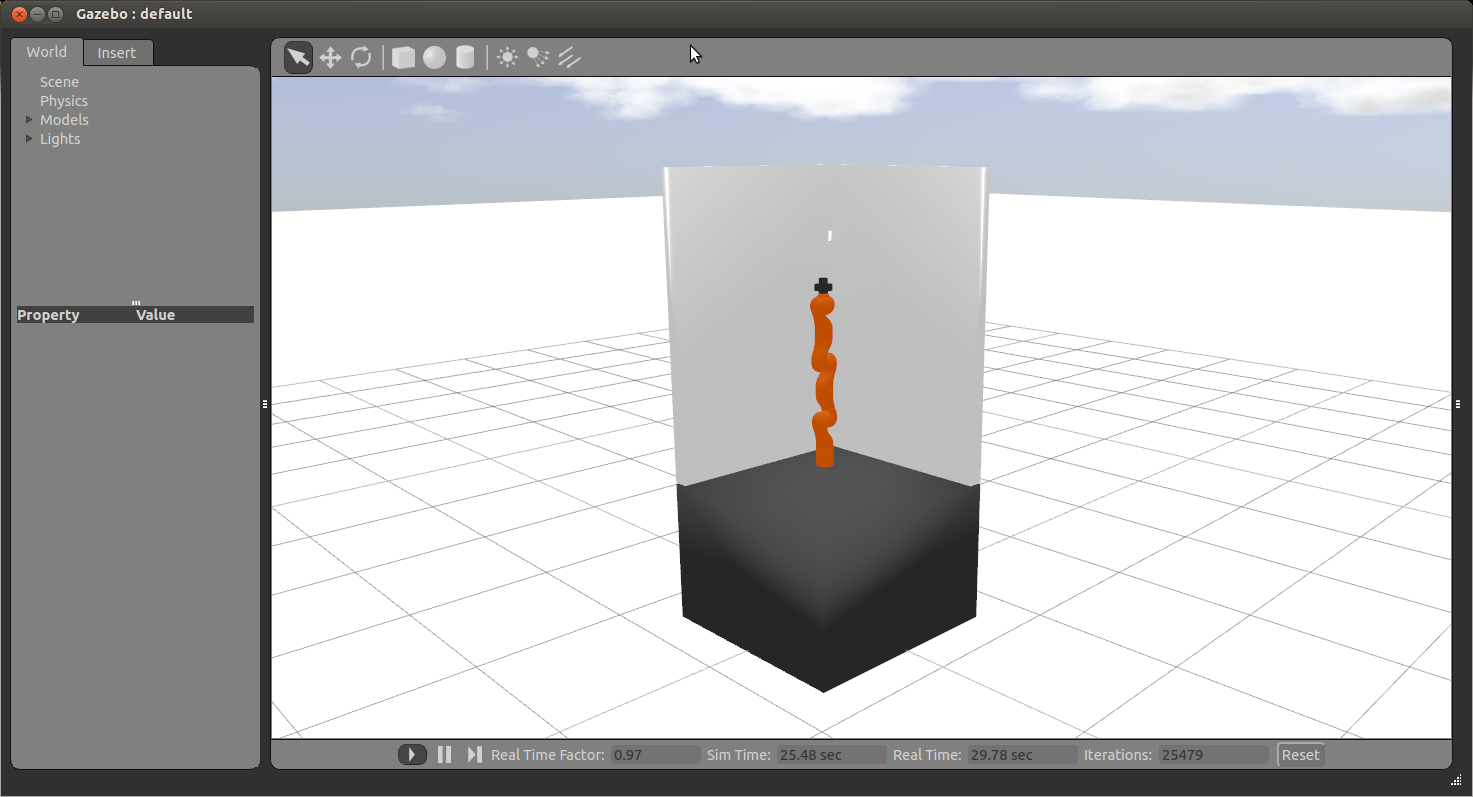 Gazebo : default
World Insert
Scene
Physics
Models
Lights
Property Value
Real Time Factor: 0.97 Sim Time: 25.48 sec Real Time: 29.78 sec Iterations: 25479 Reset